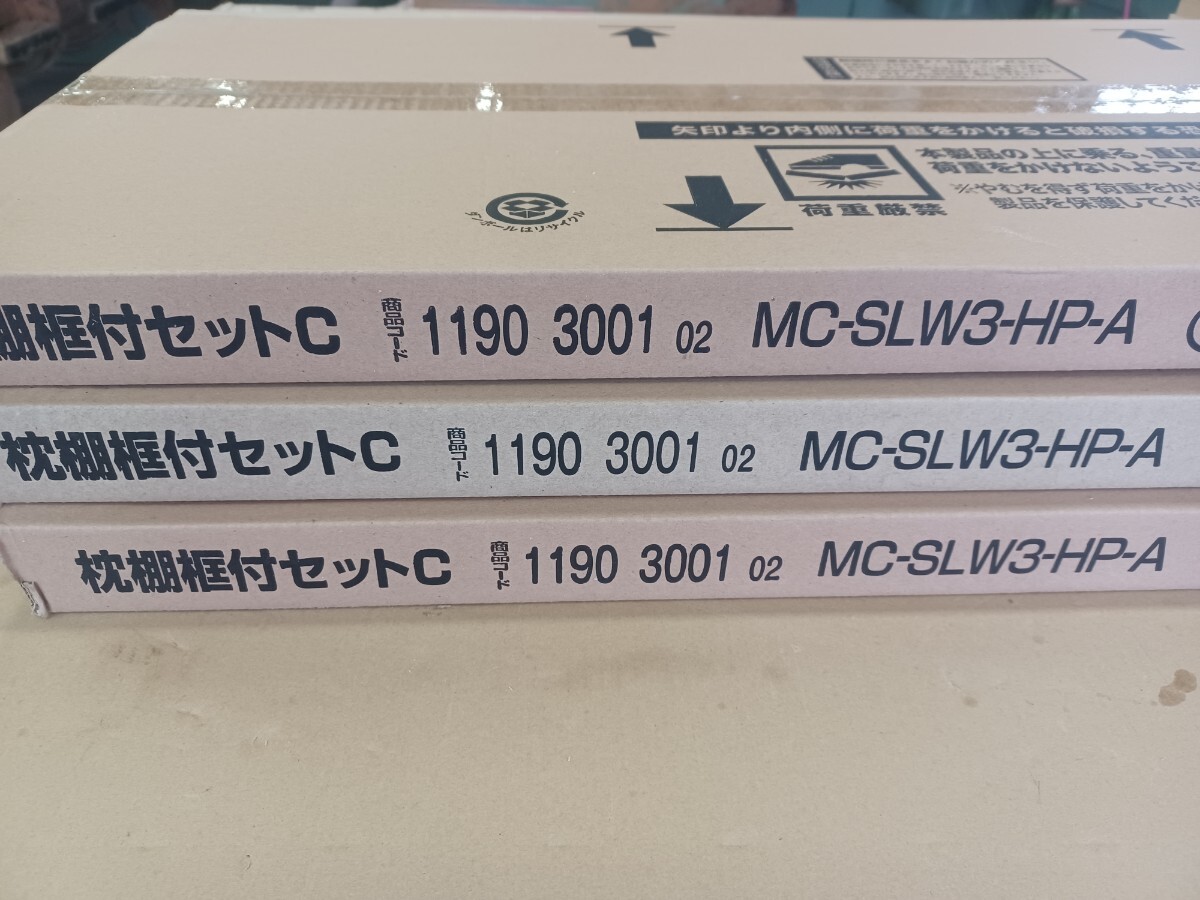 矢印より内側に荷重をかけると破損する
本製品の上に乗る、重量
荷重をかけないようこ
※やむを得ず荷重をかけ
製品を保護してくだ
荷重厳禁
ダンボールはリサイクル
棚框付セットC 商品コード 1190 3001 02 MC-SLW3-HP-A
枕棚框付セットC 商品コード 1190 3001 02 MC-SLW3-HP-A
枕棚框付セットC 商品コード 1190 3001 02 MC-SLW3-HP-A